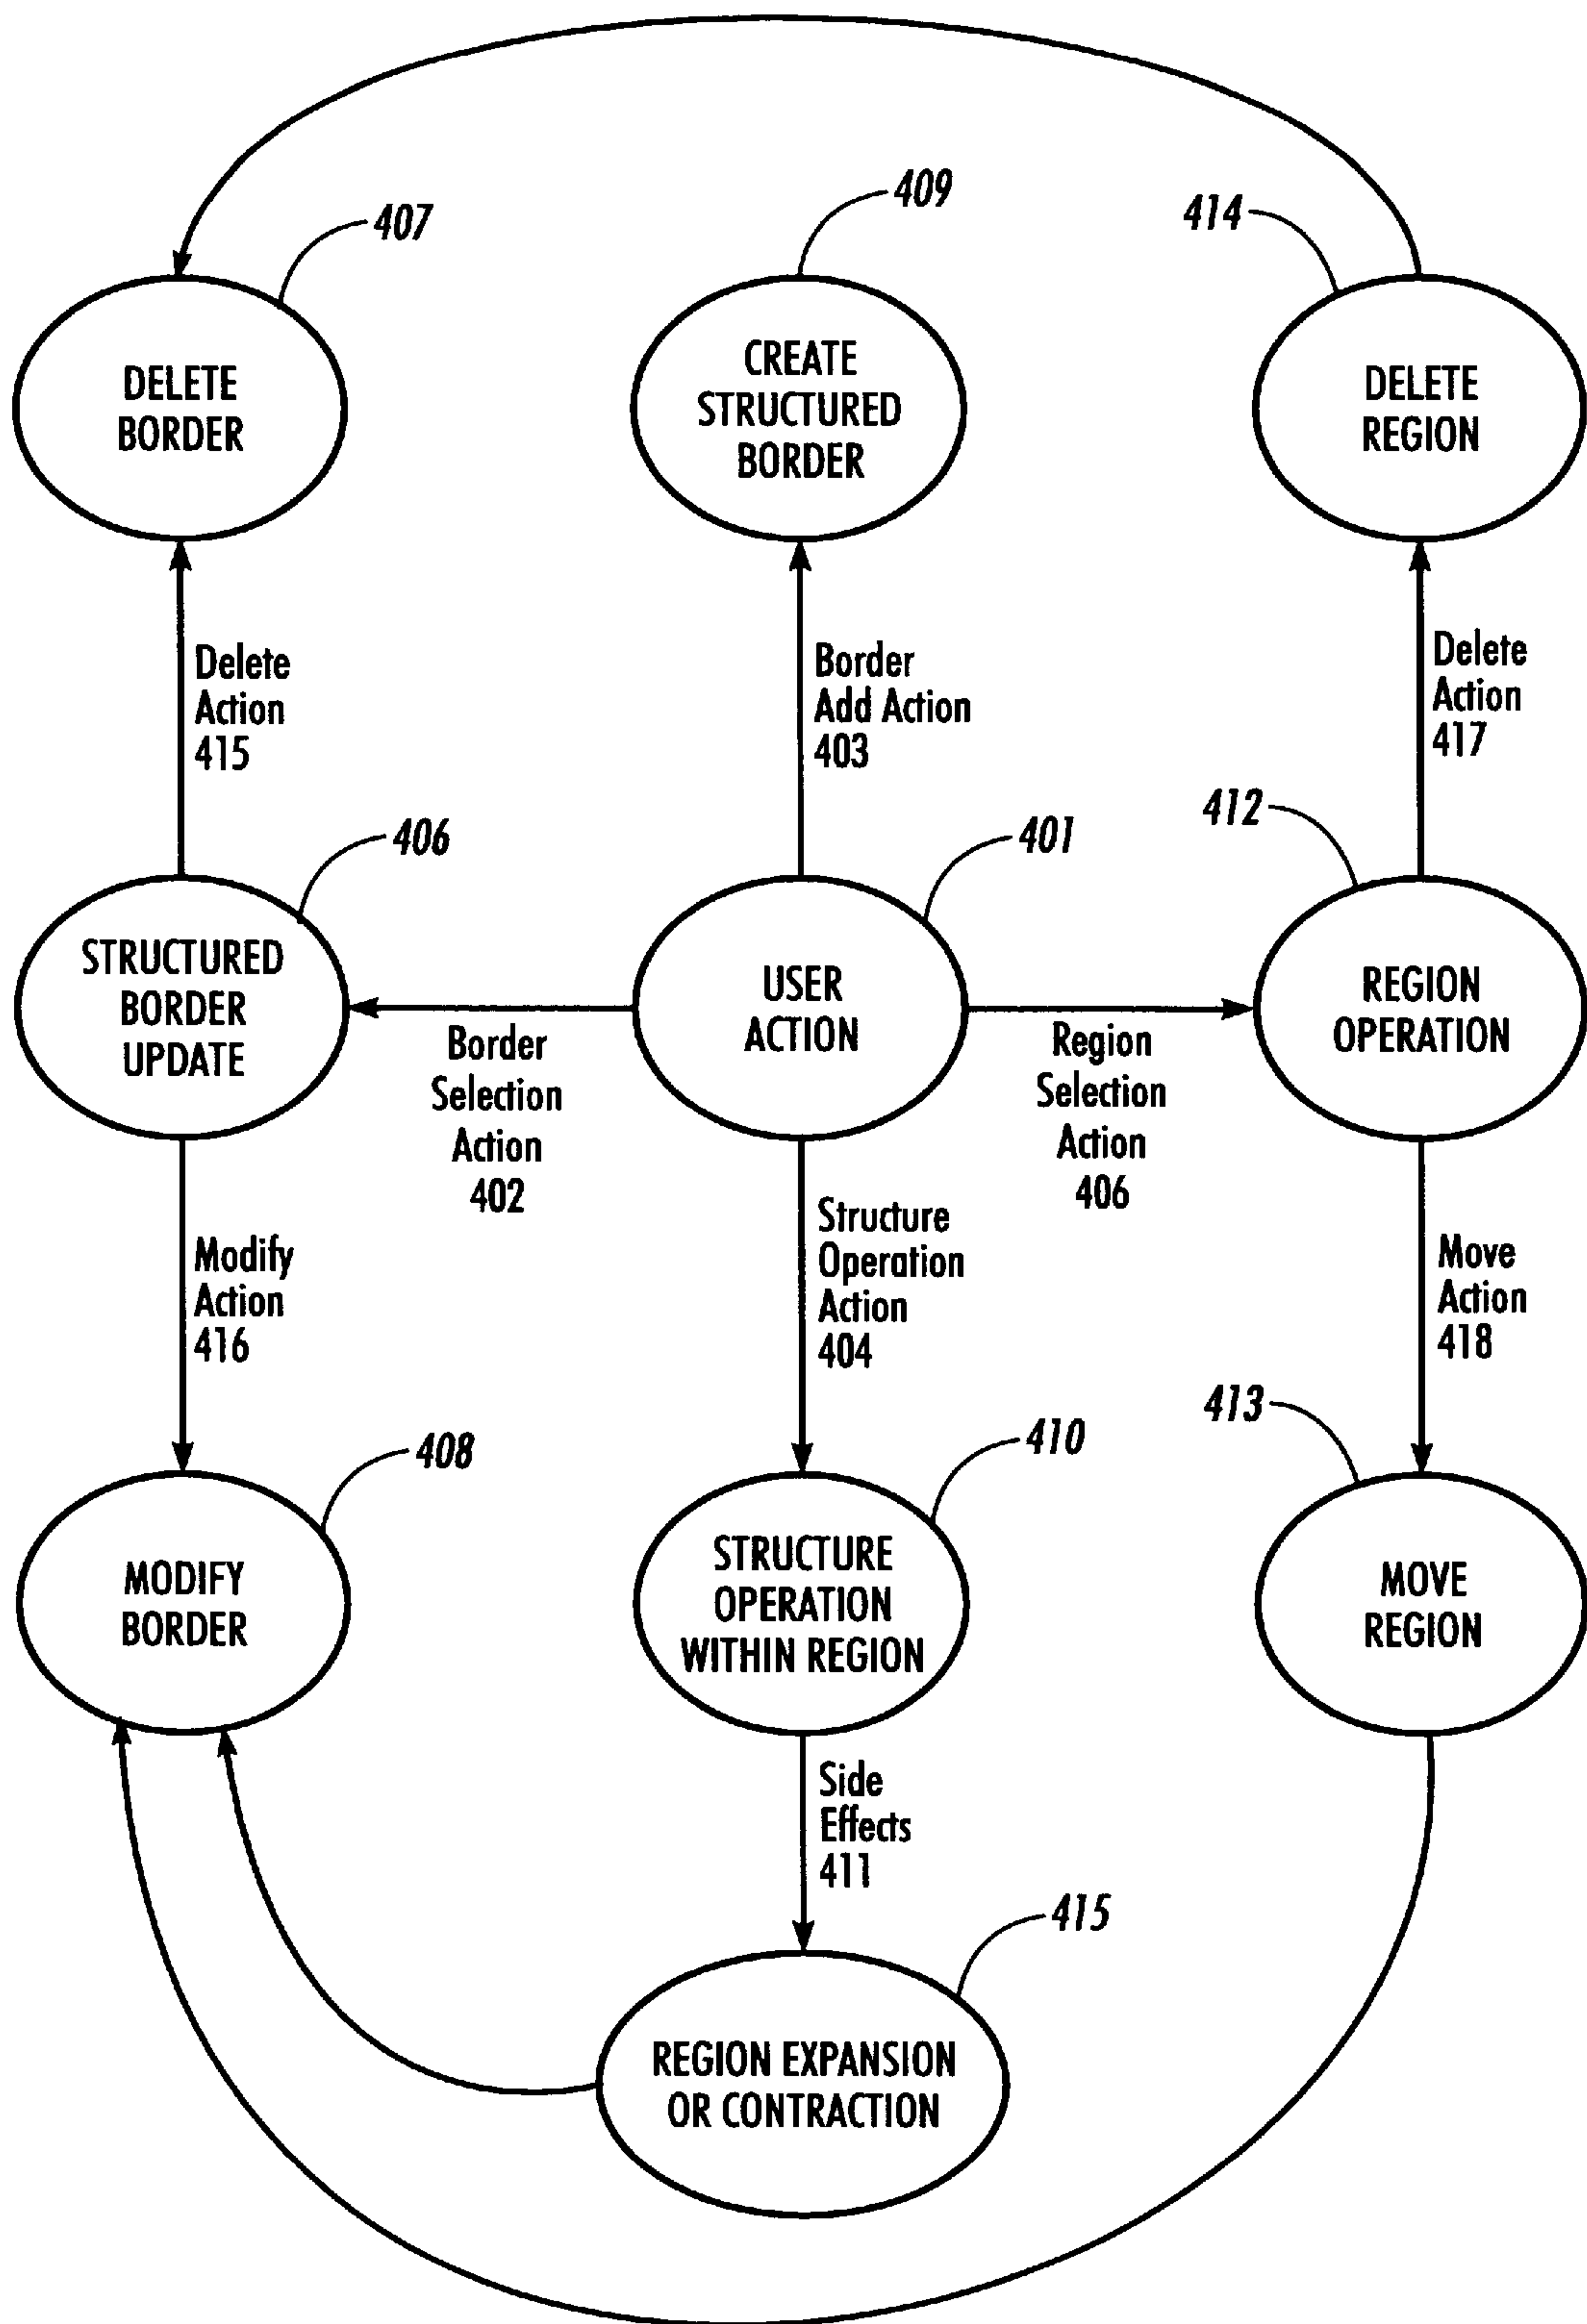 407
409
414
DELETE
BORDER
CREATE
STRUCTURED
BORDER
DELETE
REGION
Delete
Action
415
Border
Add Action
403
Delete
Action
417
406
401
412
STRUCTURED
BORDER
UPDATE
USER
ACTION
REGION
OPERATION
Border
Selection
Action
402
Region
Selection
Action
406
Modify
Action
416
Structure
Operation
Action
404
Move
Action
418
408
410
413
MODIFY
BORDER
STRUCTURE
OPERATION
WITHIN REGION
MOVE
REGION
Side
Effects
411
415
REGION EXPANSION
OR CONTRACTION